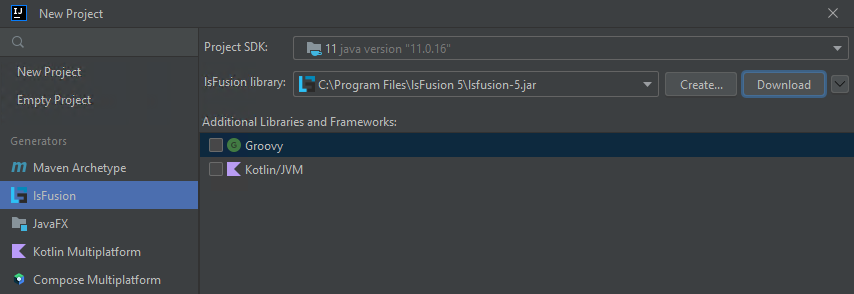 IJ New Project
Project SDK: 11 java version "11.0.16"
New Project
Empty Project
lsFusion library: C:\Program Files\lsFusion 5\lsfusion-5.jar Create... Download
Additional Libraries and Frameworks:
G Groovy
Kotlin/JVM
Generators
m Maven Archetype
lsFusion
JavaFX
Kotlin Multiplatform
Compose Multiplatform